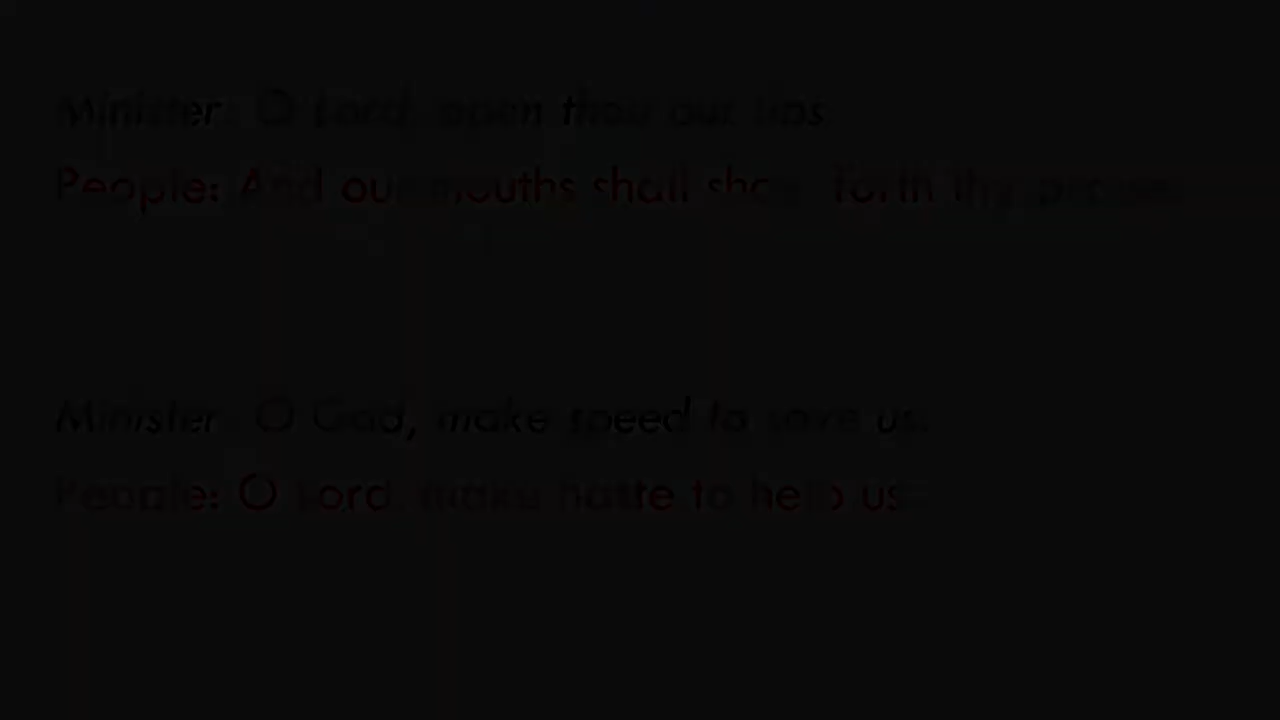 Minister: O Lord, open thou our lips
People: And our mouths shall show forth thy praise
Minister: O God, make speed to save us.
People: O Lord, make haste to help us.